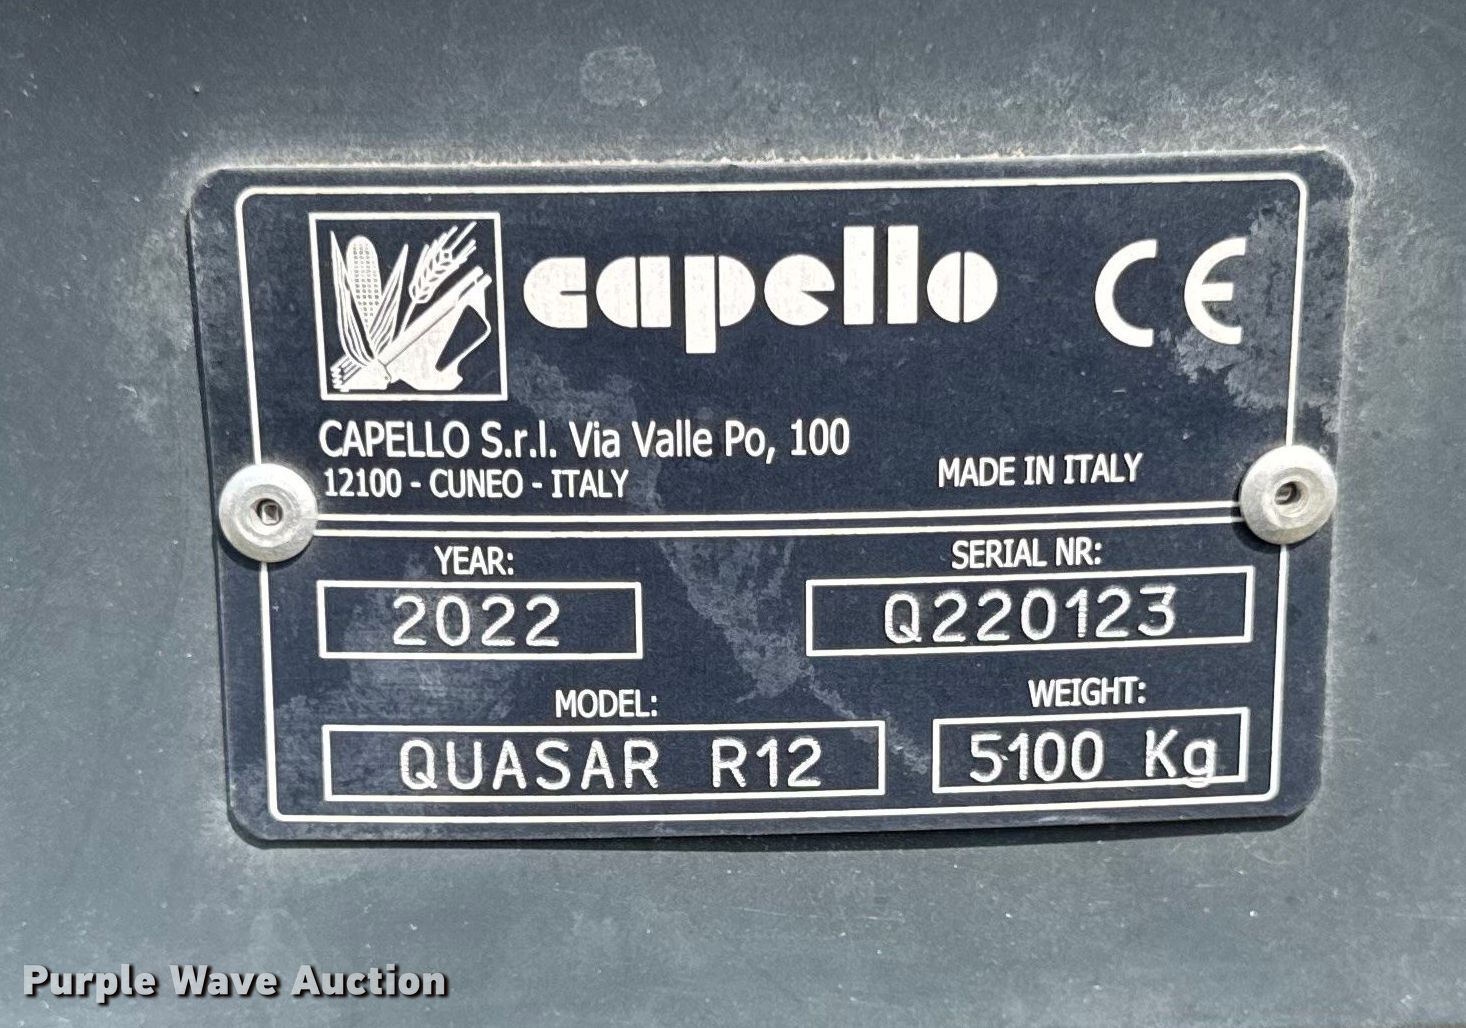 capello CE
CAPELLO S.r.l. Via Valle Po, 100
12100 - CUNEO - ITALY
MADE IN ITALY
YEAR:
2022
SERIAL NR:
Q220123
MODEL:
QUASAR R12
WEIGHT:
5100 Kg
Purple Wave Auction